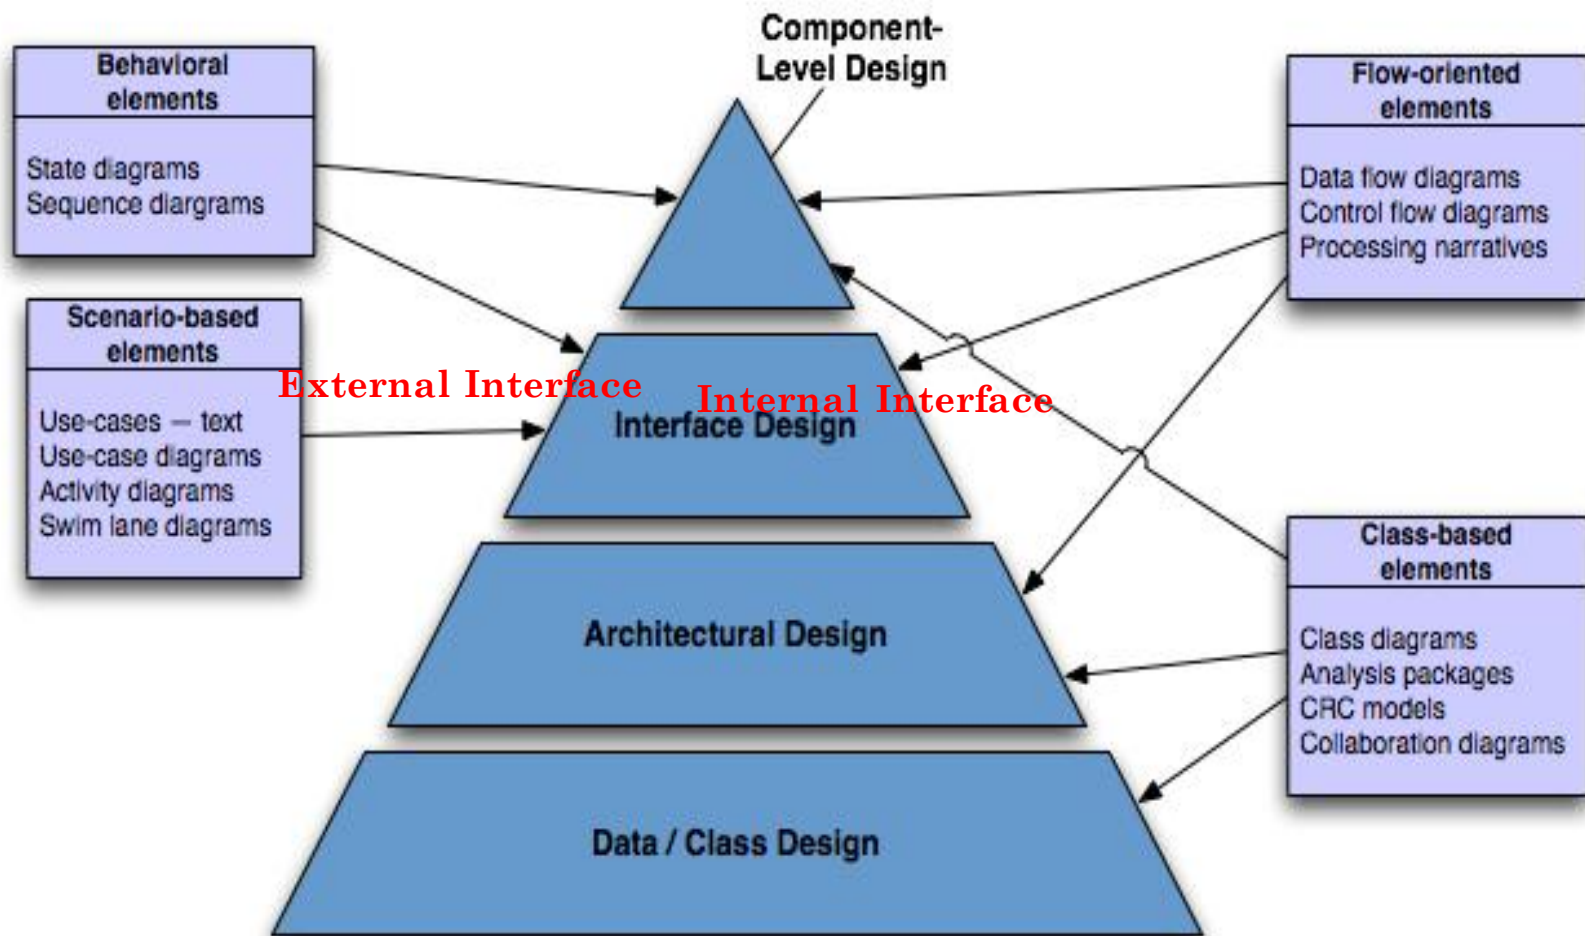 Component-
Level Design
Behavioral
elements
State diagrams
Sequence diargrams
Flow-oriented
elements
Data flow diagrams
Control flow diagrams
Processing narratives
Scenario-based
elements
Use-cases — text
Use-case diagrams
Activity diagrams
Swim lane diagrams
External Interface
Internal Interface
Interface Design
Class-based
elements
Class diagrams
Analysis packages
CRC models
Collaboration diagrams
Architectural Design
Data / Class Design